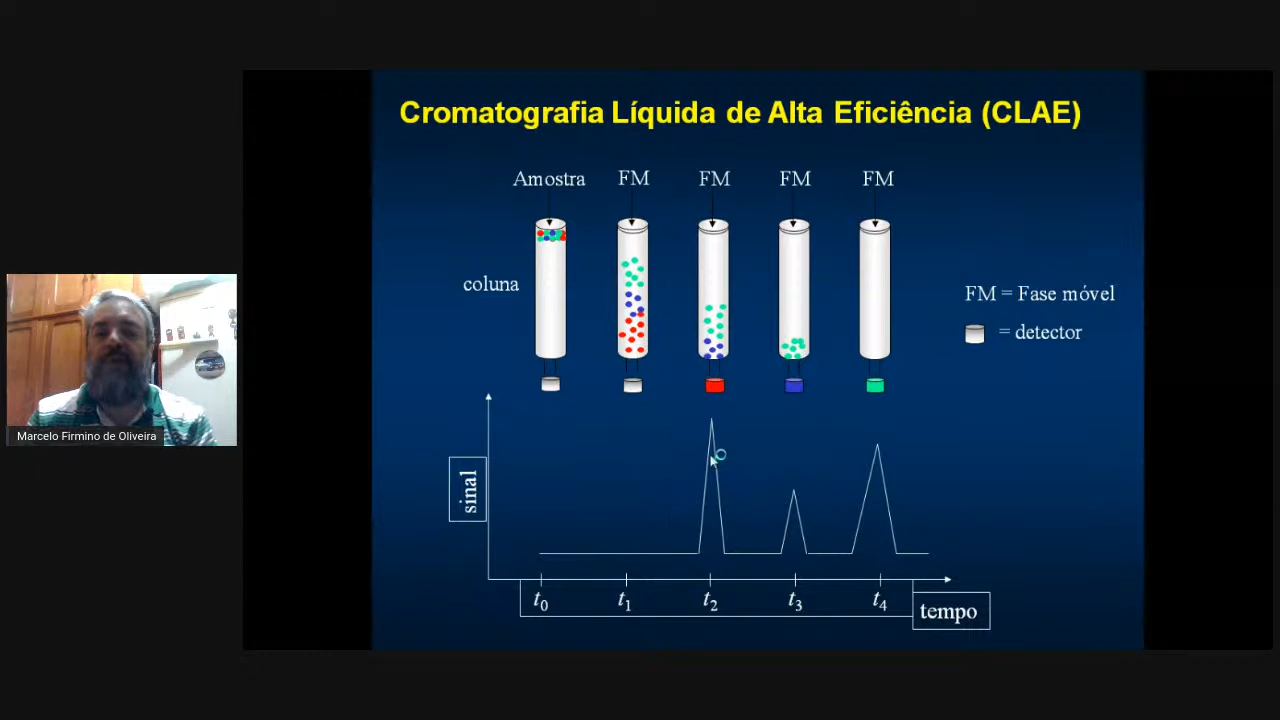 Cromatografia Líquida de Alta Eficiência (CLAE)
Amostra FM FM FM FM
coluna
FM = Fase móvel
= detector
Marcelo Firmino de Oliveira
sinal
t0 t1 t2 t3 t4
tempo